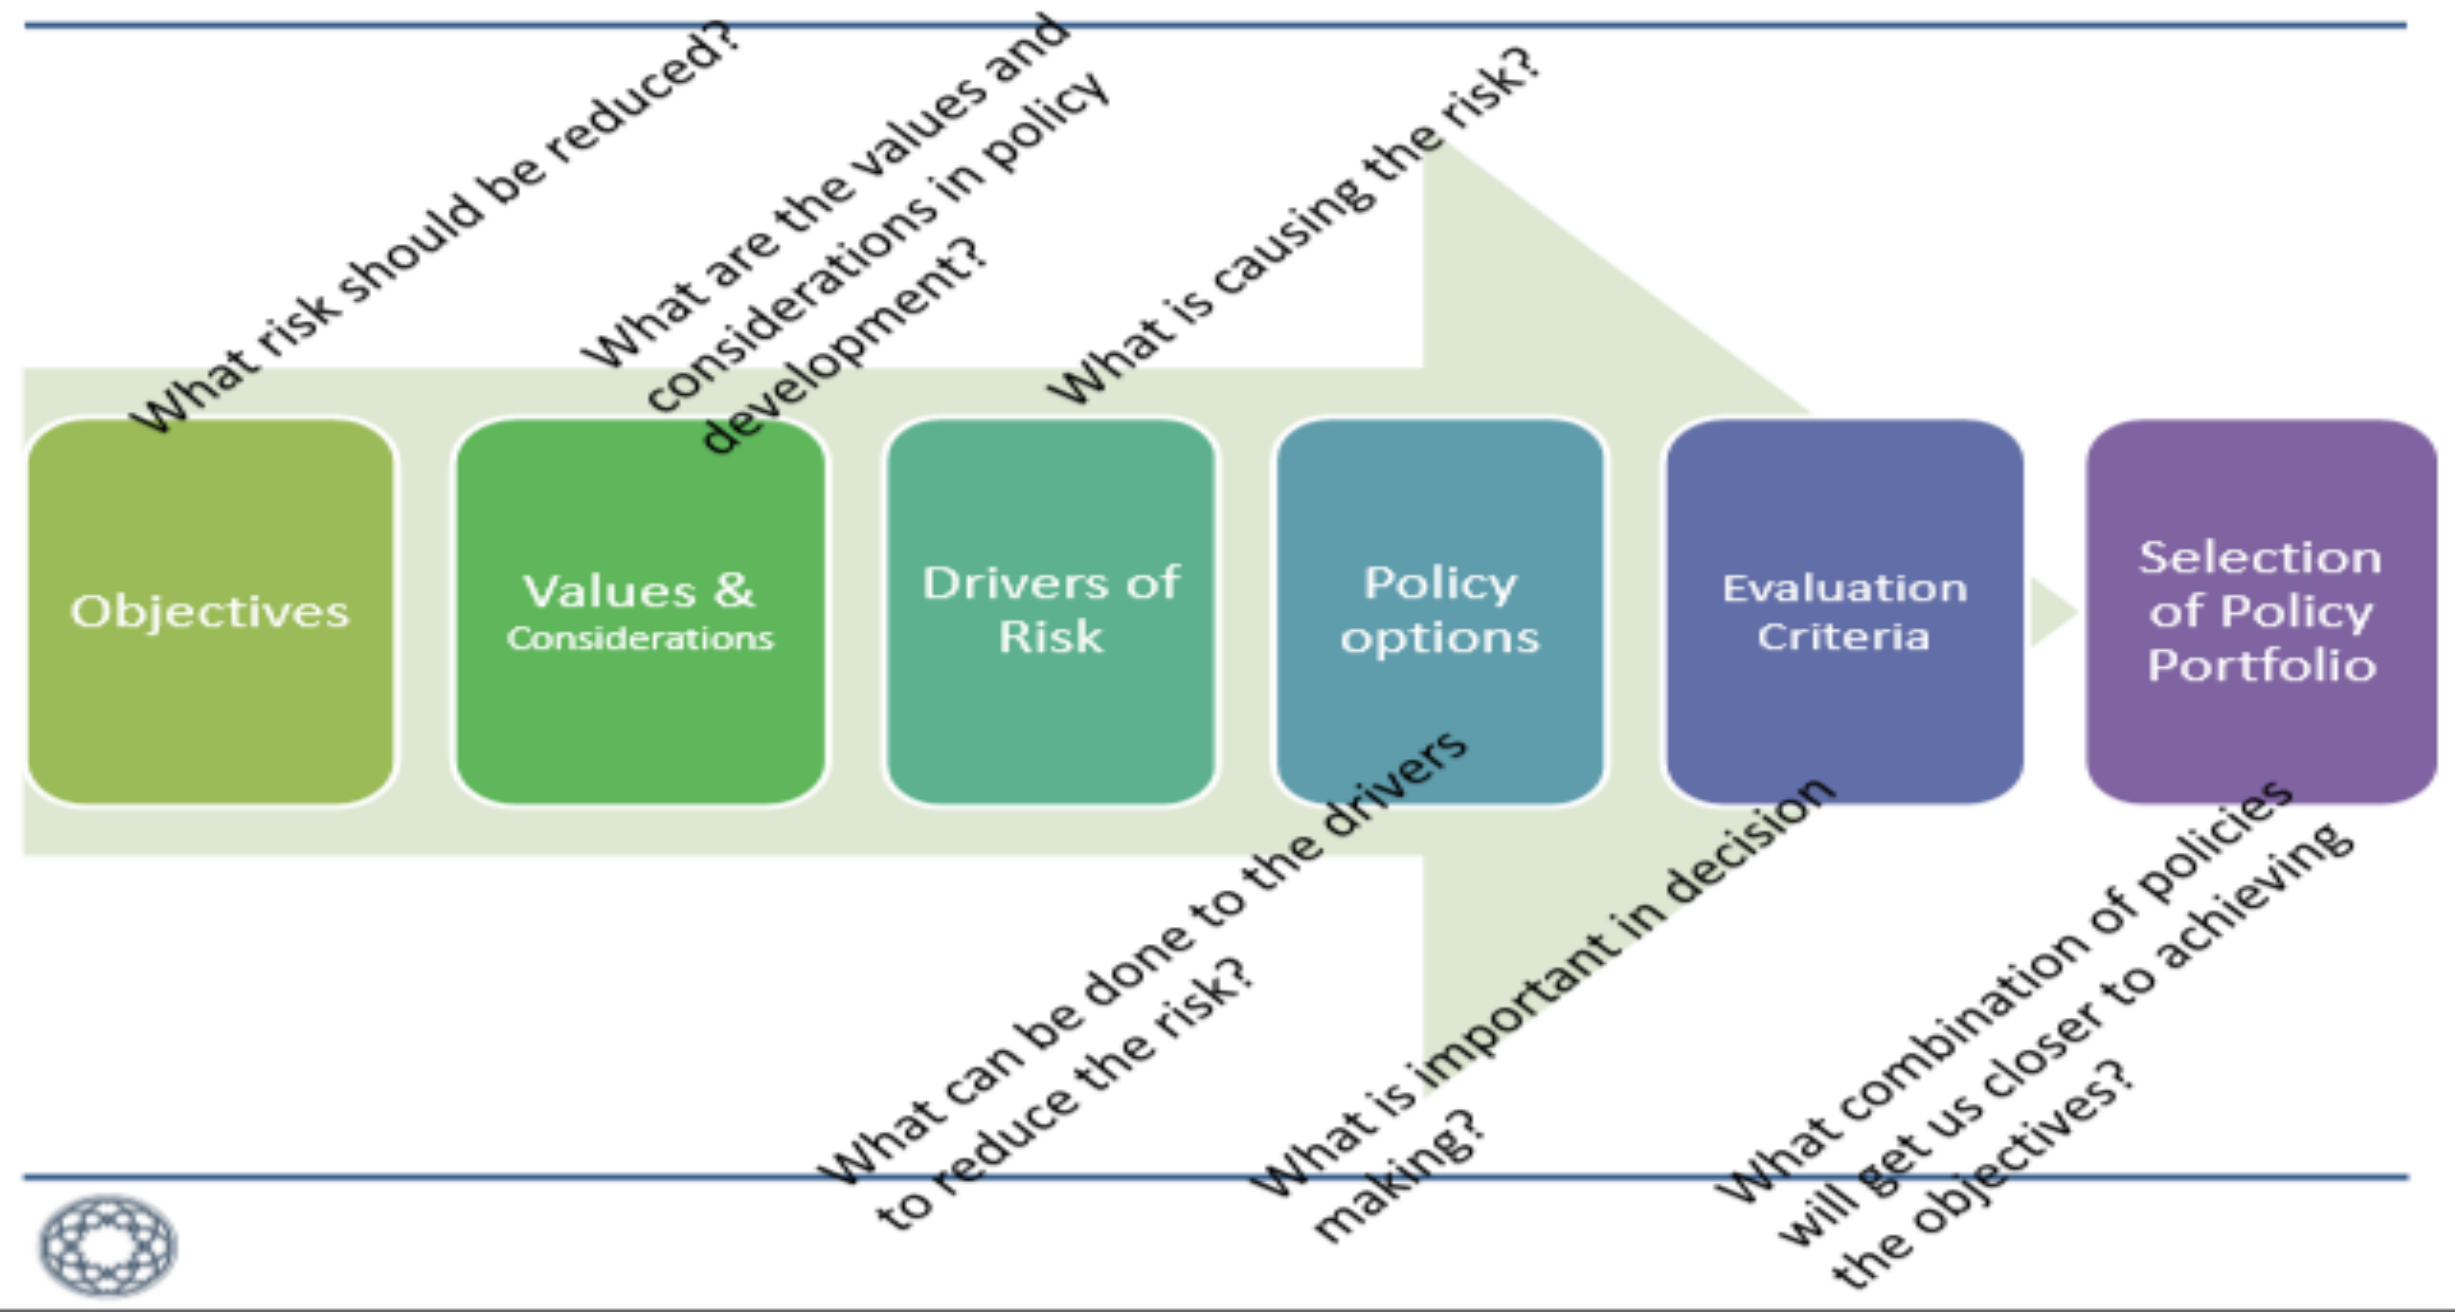 What risk should be reduced?
What are the values and
considerations in policy
development?
What is causing the risk?
Objectives
Values &
Considerations
Drivers of
Risk
Policy
options
Evaluation
Criteria
Selection
of Policy
Portfolio
What can be done to the drivers
to reduce the risk?
What is important in decision
making?
What combination of policies
will get us closer to achieving
the objectives?